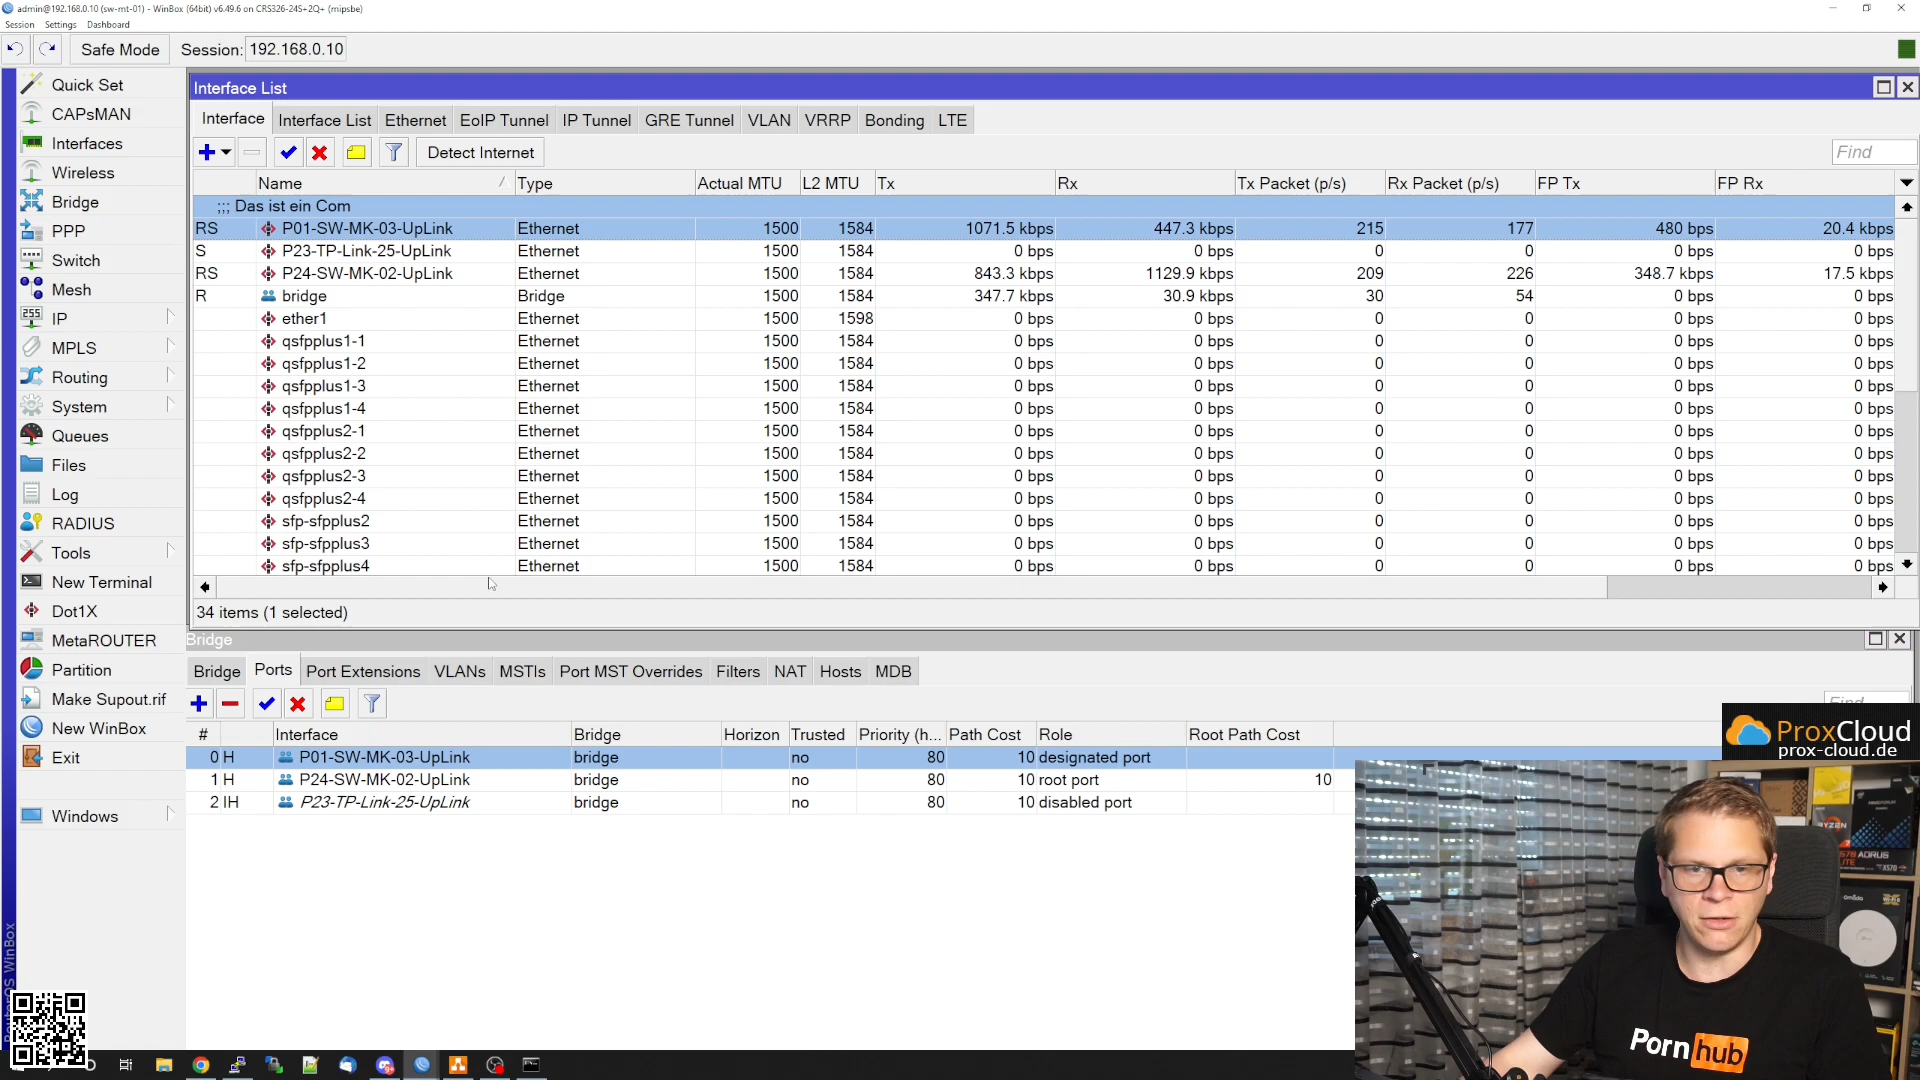 admin@192.168.0.10 (sw-mt-01) - WinBox (64bit) v6.49.6 on CRS326-24S+2Q+ (mipsbe)
Session Settings Dashboard
Safe Mode Session: 192.168.0.10
Quick Set
CAPsMAN
Interfaces
Wireless
Bridge
PPP
Switch
Mesh
IP
MPLS
Routing
System
Queues
Files
Log
RADIUS
Tools
New Terminal
Dot1X
MetaROUTER
Partition
Make Supout.rif
New WinBox
Exit
Windows
RouterOS WinBox
Interface List
Interface Interface List Ethernet EoIP Tunnel IP Tunnel GRE Tunnel VLAN VRRP Bonding LTE
Detect Internet Find
Name Type Actual MTU L2 MTU Tx Rx Tx Packet (p/s) Rx Packet (p/s) FP Tx FP Rx
;;; Das ist ein Com
RS P01-SW-MK-03-UpLink Ethernet 1500 1584 1071.5 kbps 447.3 kbps 215 177 480 bps 20.4 kbps
S P23-TP-Link-25-UpLink Ethernet 1500 1584 0 bps 0 bps 0 0 0 bps 0 bps
RS P24-SW-MK-02-UpLink Ethernet 1500 1584 843.3 kbps 1129.9 kbps 209 226 348.7 kbps 17.5 kbps
R bridge Bridge 1500 1584 347.7 kbps 30.9 kbps 30 54 0 bps 0 bps
ether1 Ethernet 1500 1598 0 bps 0 bps 0 0 0 bps 0 bps
qsfpplus1-1 Ethernet 1500 1584 0 bps 0 bps 0 0 0 bps 0 bps
qsfpplus1-2 Ethernet 1500 1584 0 bps 0 bps 0 0 0 bps 0 bps
qsfpplus1-3 Ethernet 1500 1584 0 bps 0 bps 0 0 0 bps 0 bps
qsfpplus1-4 Ethernet 1500 1584 0 bps 0 bps 0 0 0 bps 0 bps
qsfpplus2-1 Ethernet 1500 1584 0 bps 0 bps 0 0 0 bps 0 bps
qsfpplus2-2 Ethernet 1500 1584 0 bps 0 bps 0 0 0 bps 0 bps
qsfpplus2-3 Ethernet 1500 1584 0 bps 0 bps 0 0 0 bps 0 bps
qsfpplus2-4 Ethernet 1500 1584 0 bps 0 bps 0 0 0 bps 0 bps
sfp-sfpplus2 Ethernet 1500 1584 0 bps 0 bps 0 0 0 bps 0 bps
sfp-sfpplus3 Ethernet 1500 1584 0 bps 0 bps 0 0 0 bps 0 bps
sfp-sfpplus4 Ethernet 1500 1584 0 bps 0 bps 0 0 0 bps 0 bps
34 items (1 selected)
Bridge
Bridge Ports Port Extensions VLANs MSTIs Port MST Overrides Filters NAT Hosts MDB
Find
# Interface Bridge Horizon Trusted Priority (h... Path Cost Role Root Path Cost
0 H P01-SW-MK-03-UpLink bridge no 80 10 designated port
1 H P24-SW-MK-02-UpLink bridge no 80 10 root port 10
2 IH P23-TP-Link-25-UpLink bridge no 80 10 disabled port
ProxCloud
prox-cloud.de
RYZEN
X570 AORUS
ELITE
X570
omada
Porn hub